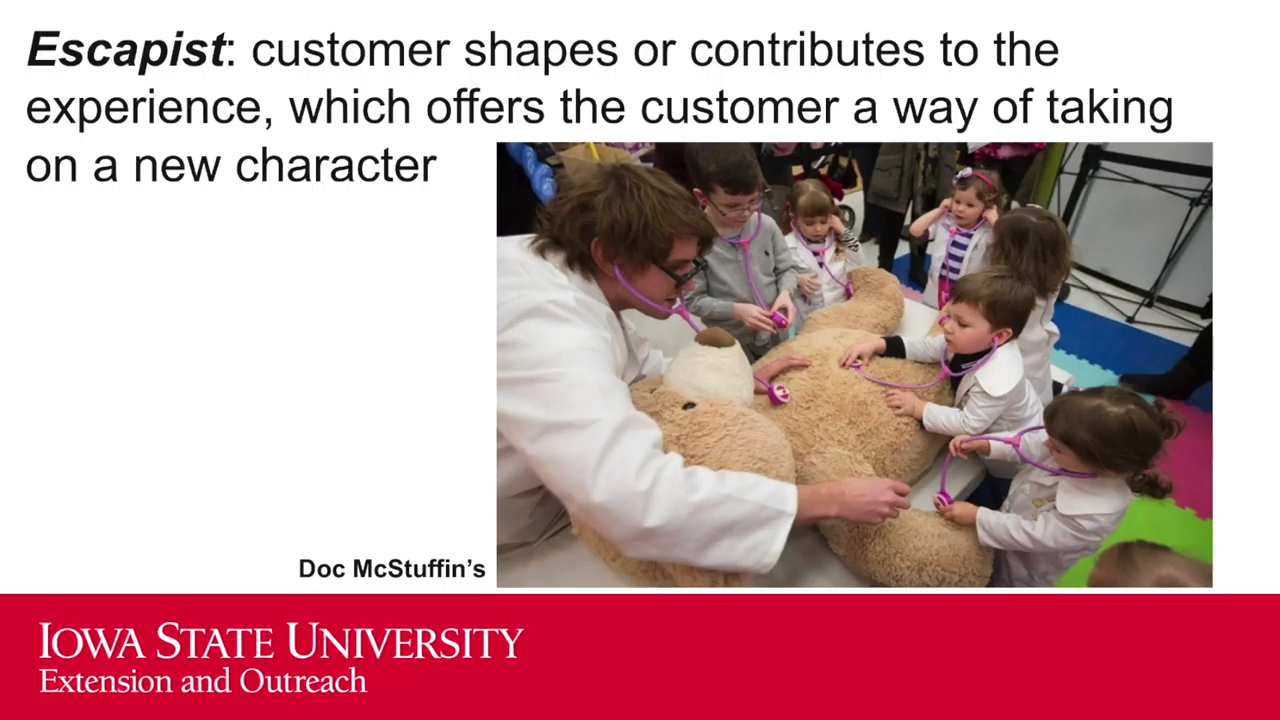 Escapist: customer shapes or contributes to the
experience, which offers the customer a way of taking
on a new character
Doc McStuffin’s
IOWA STATE UNIVERSITY
Extension and Outreach